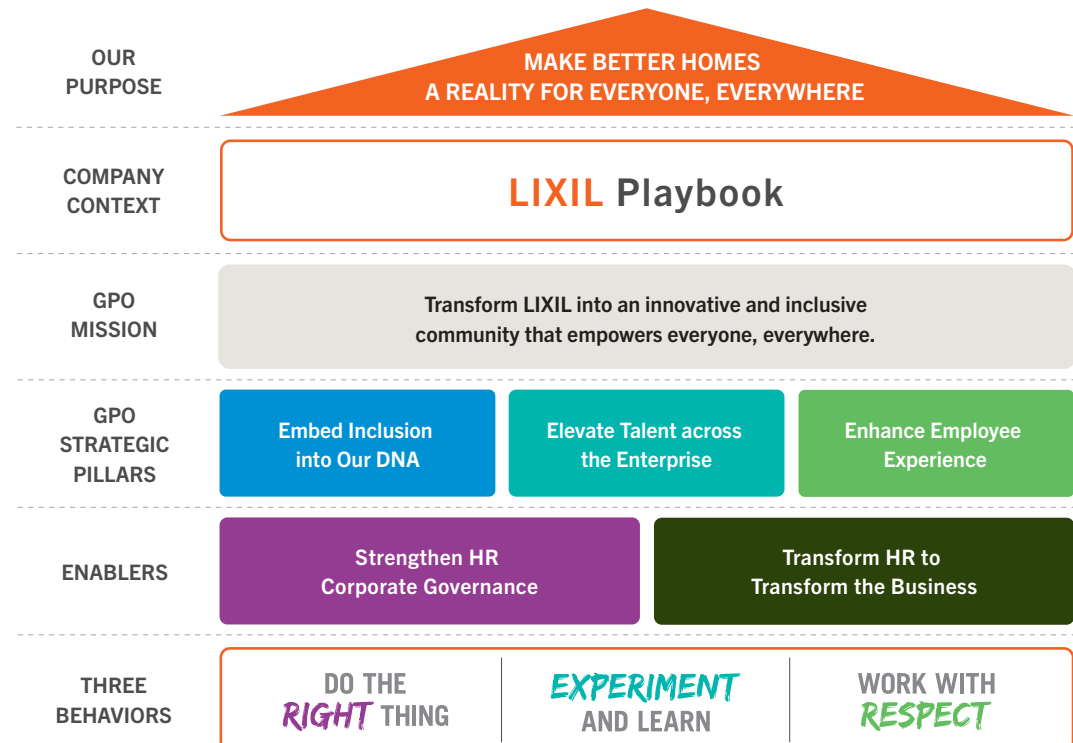 OUR
PURPOSE
MAKE BETTER HOMES
A REALITY FOR EVERYONE, EVERYWHERE
COMPANY
CONTEXT
LIXIL Playbook
GPO
MISSION
Transform LIXIL into an innovative and inclusive
community that empowers everyone, everywhere.
GPO
STRATEGIC
PILLARS
Embed Inclusion
into Our DNA
Elevate Talent across
the Enterprise
Enhance Employee
Experience
ENABLERS
Strengthen HR
Corporate Governance
Transform HR to
Transform the Business
THREE
BEHAVIORS
DO THE
RIGHT THING
EXPERIMENT
AND LEARN
WORK WITH
RESPECT